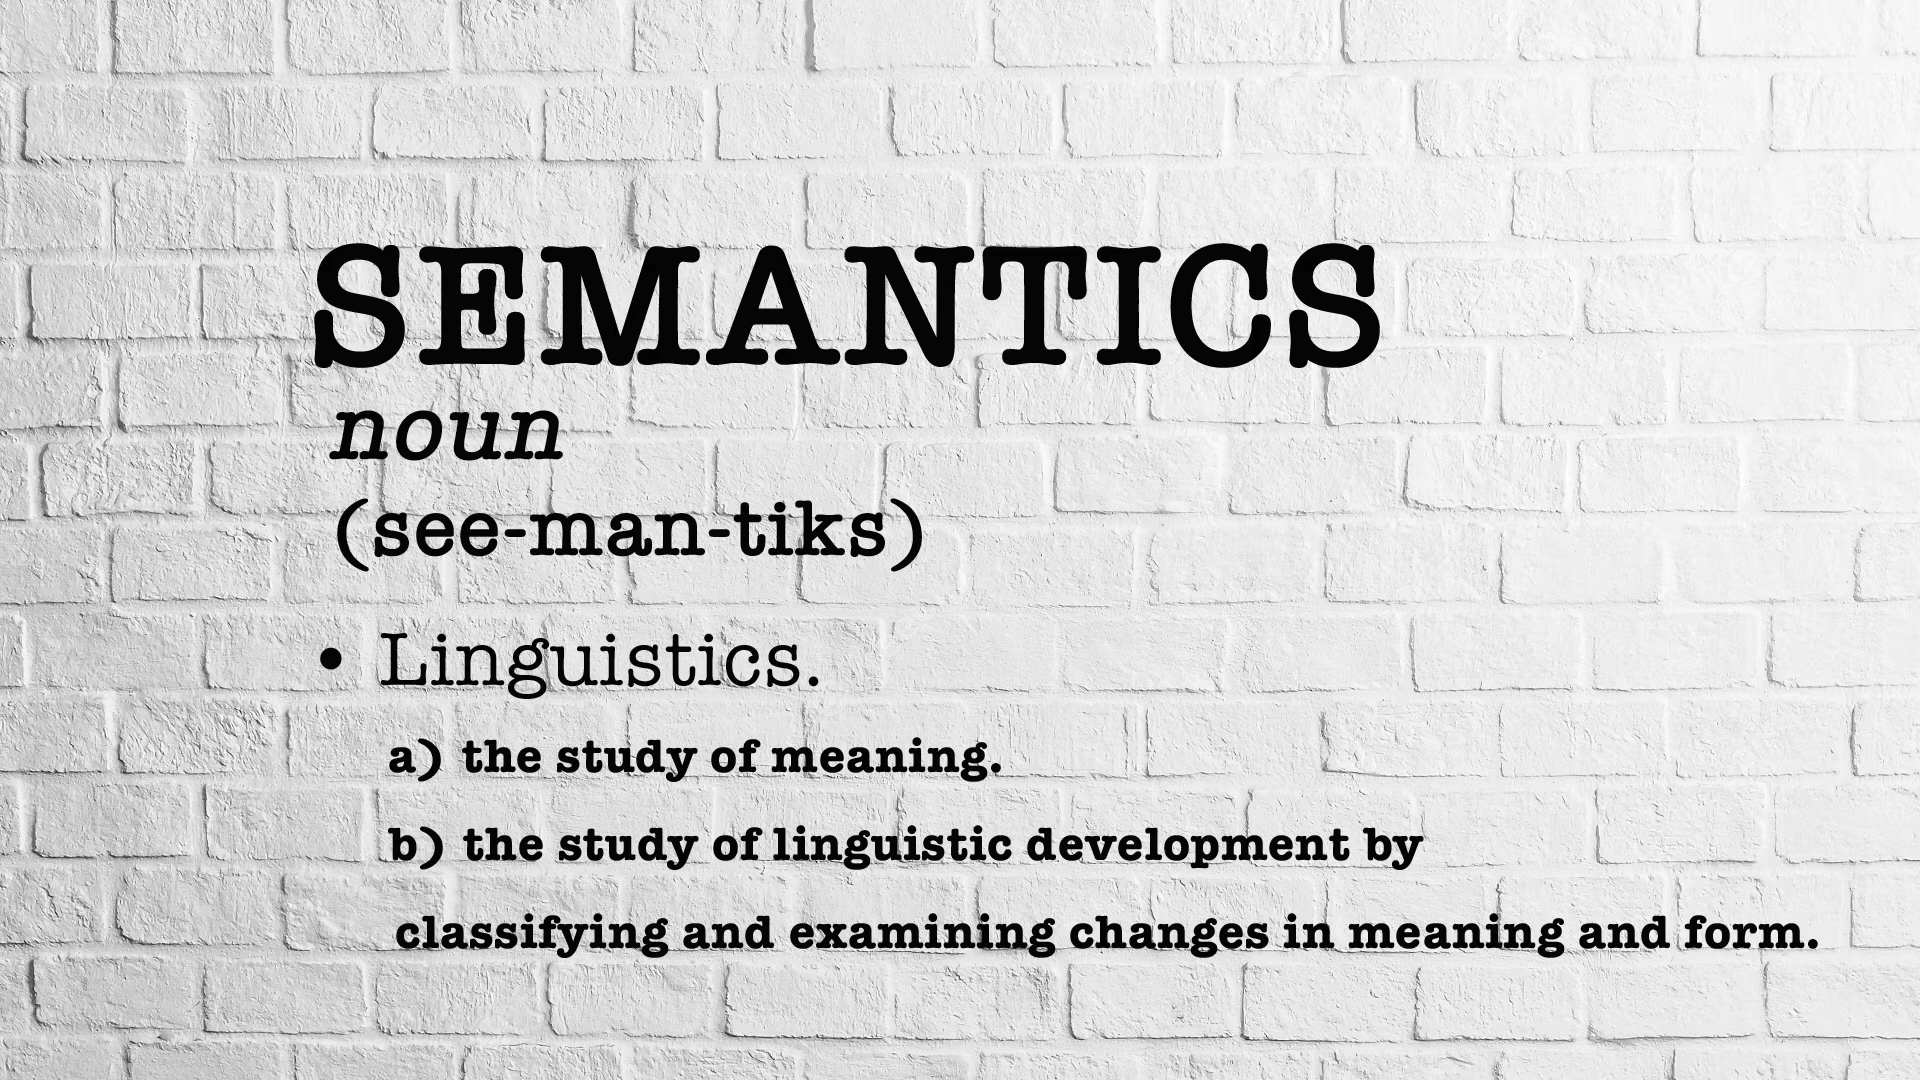 SEMANTICS
noun
(see-man-tiks)
• Linguistics.
a) the study of meaning.
b) the study of linguistic development by
classifying and examining changes in meaning and form.